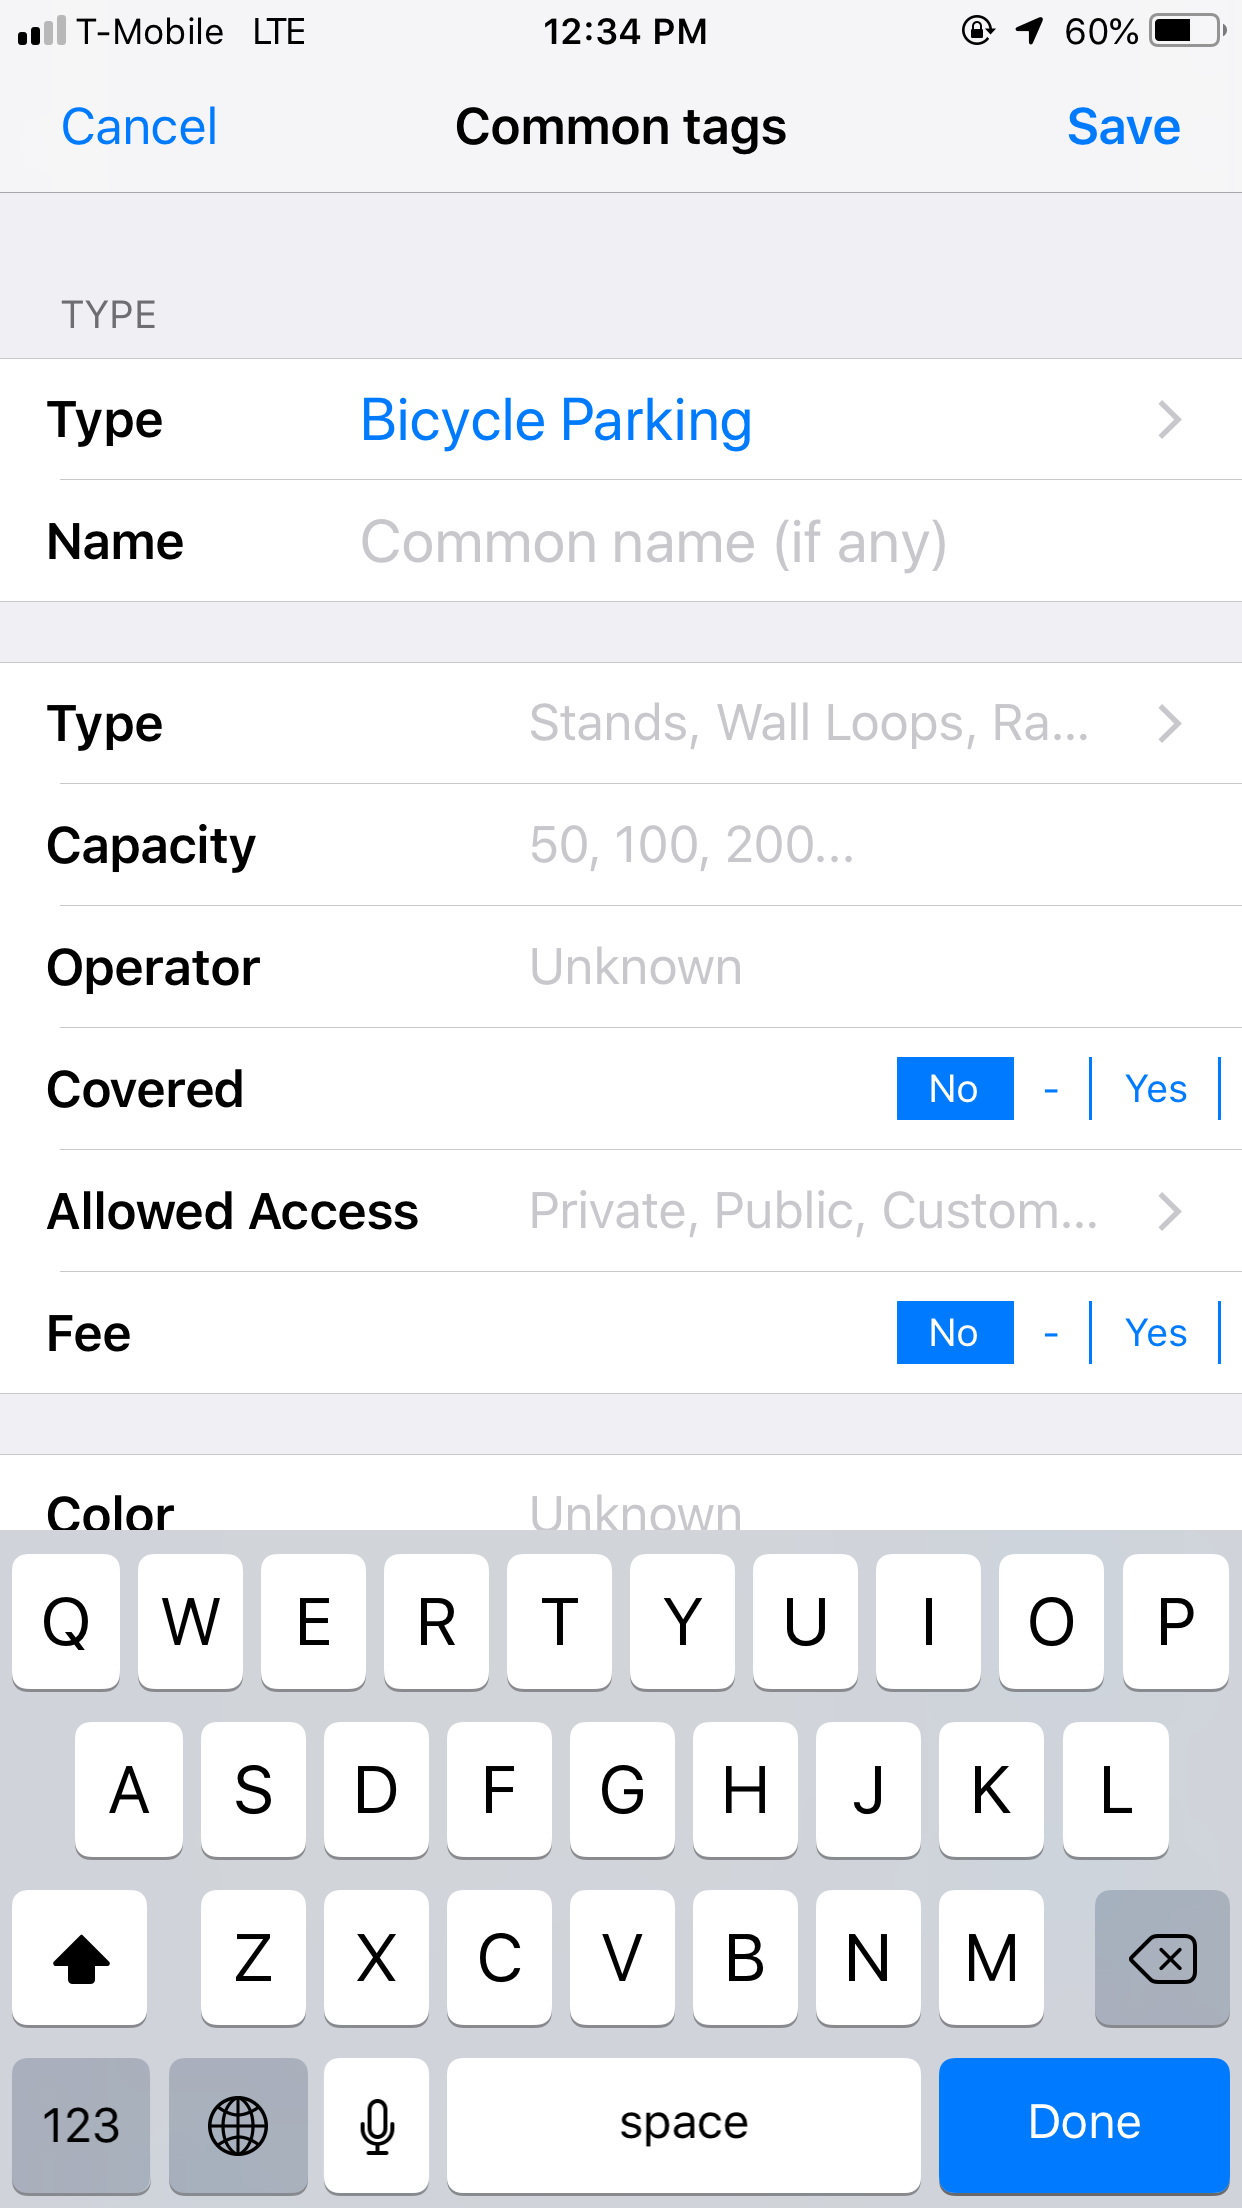 T-Mobile LTE 12:34 PM 60%
Cancel Common tags Save
TYPE
Type Bicycle Parking
Name Common name (if any)
Type Stands, Wall Loops, Ra...
Capacity 50, 100, 200...
Operator Unknown
Covered No - Yes
Allowed Access Private, Public, Custom...
Fee No - Yes
Color Unknown
Q W E R T Y U I O P
A S D F G H J K L
Z X C V B N M
123 space Done